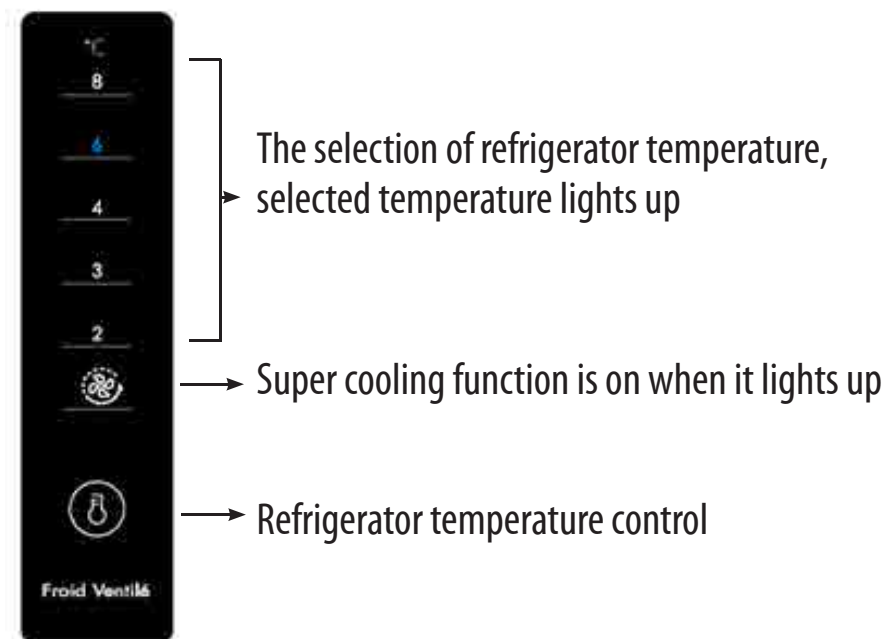 °C
8
6
4
3
2
Froid Ventilé
The selection of refrigerator temperature,
selected temperature lights up
Super cooling function is on when it lights up
Refrigerator temperature control